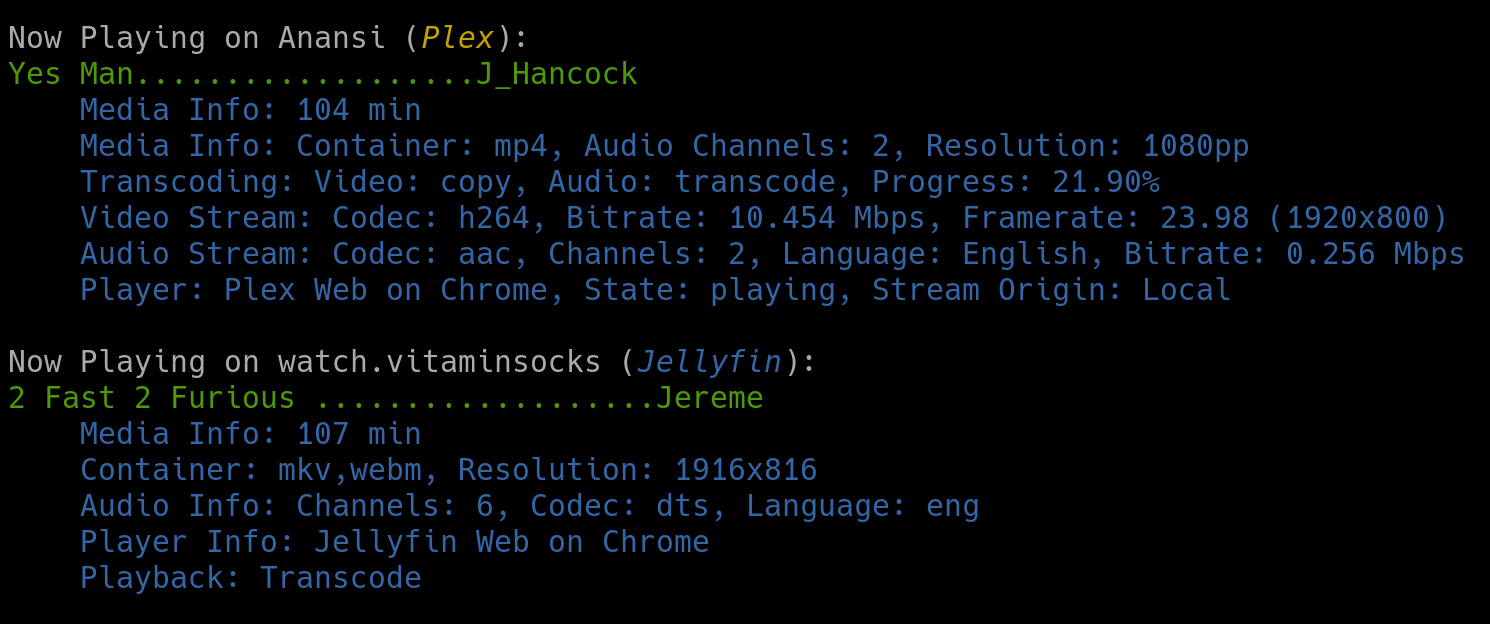 Now Playing on Anansi (Plex):
Yes Man...................J_Hancock
Media Info: 104 min
Media Info: Container: mp4, Audio Channels: 2, Resolution: 1080pp
Transcoding: Video: copy, Audio: transcode, Progress: 21.90%
Video Stream: Codec: h264, Bitrate: 10.454 Mbps, Framerate: 23.98 (1920x800)
Audio Stream: Codec: aac, Channels: 2, Language: English, Bitrate: 0.256 Mbps
Player: Plex Web on Chrome, State: playing, Stream Origin: Local
Now Playing on watch.vitaminsocks (Jellyfin):
2 Fast 2 Furious ...................Jereme
Media Info: 107 min
Container: mkv,webm, Resolution: 1916x816
Audio Info: Channels: 6, Codec: dts, Language: eng
Player Info: Jellyfin Web on Chrome
Playback: Transcode